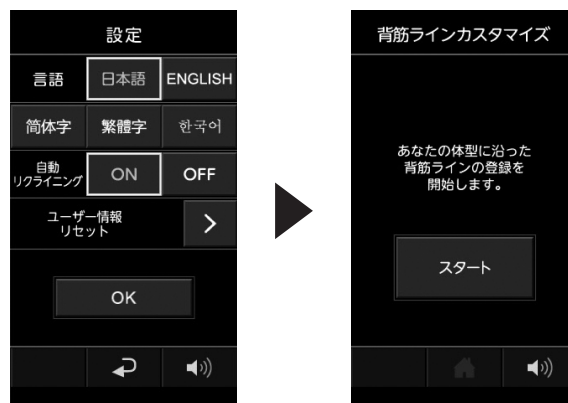 設定
言語 日本語 ENGLISH
简体字 繁體字 한국어
自動
リクライニング ON OFF
ユーザー情報
リセット
OK
背筋ラインカスタマイズ
あなたの体型に沿った
背筋ラインの登録を
開始します。
スタート